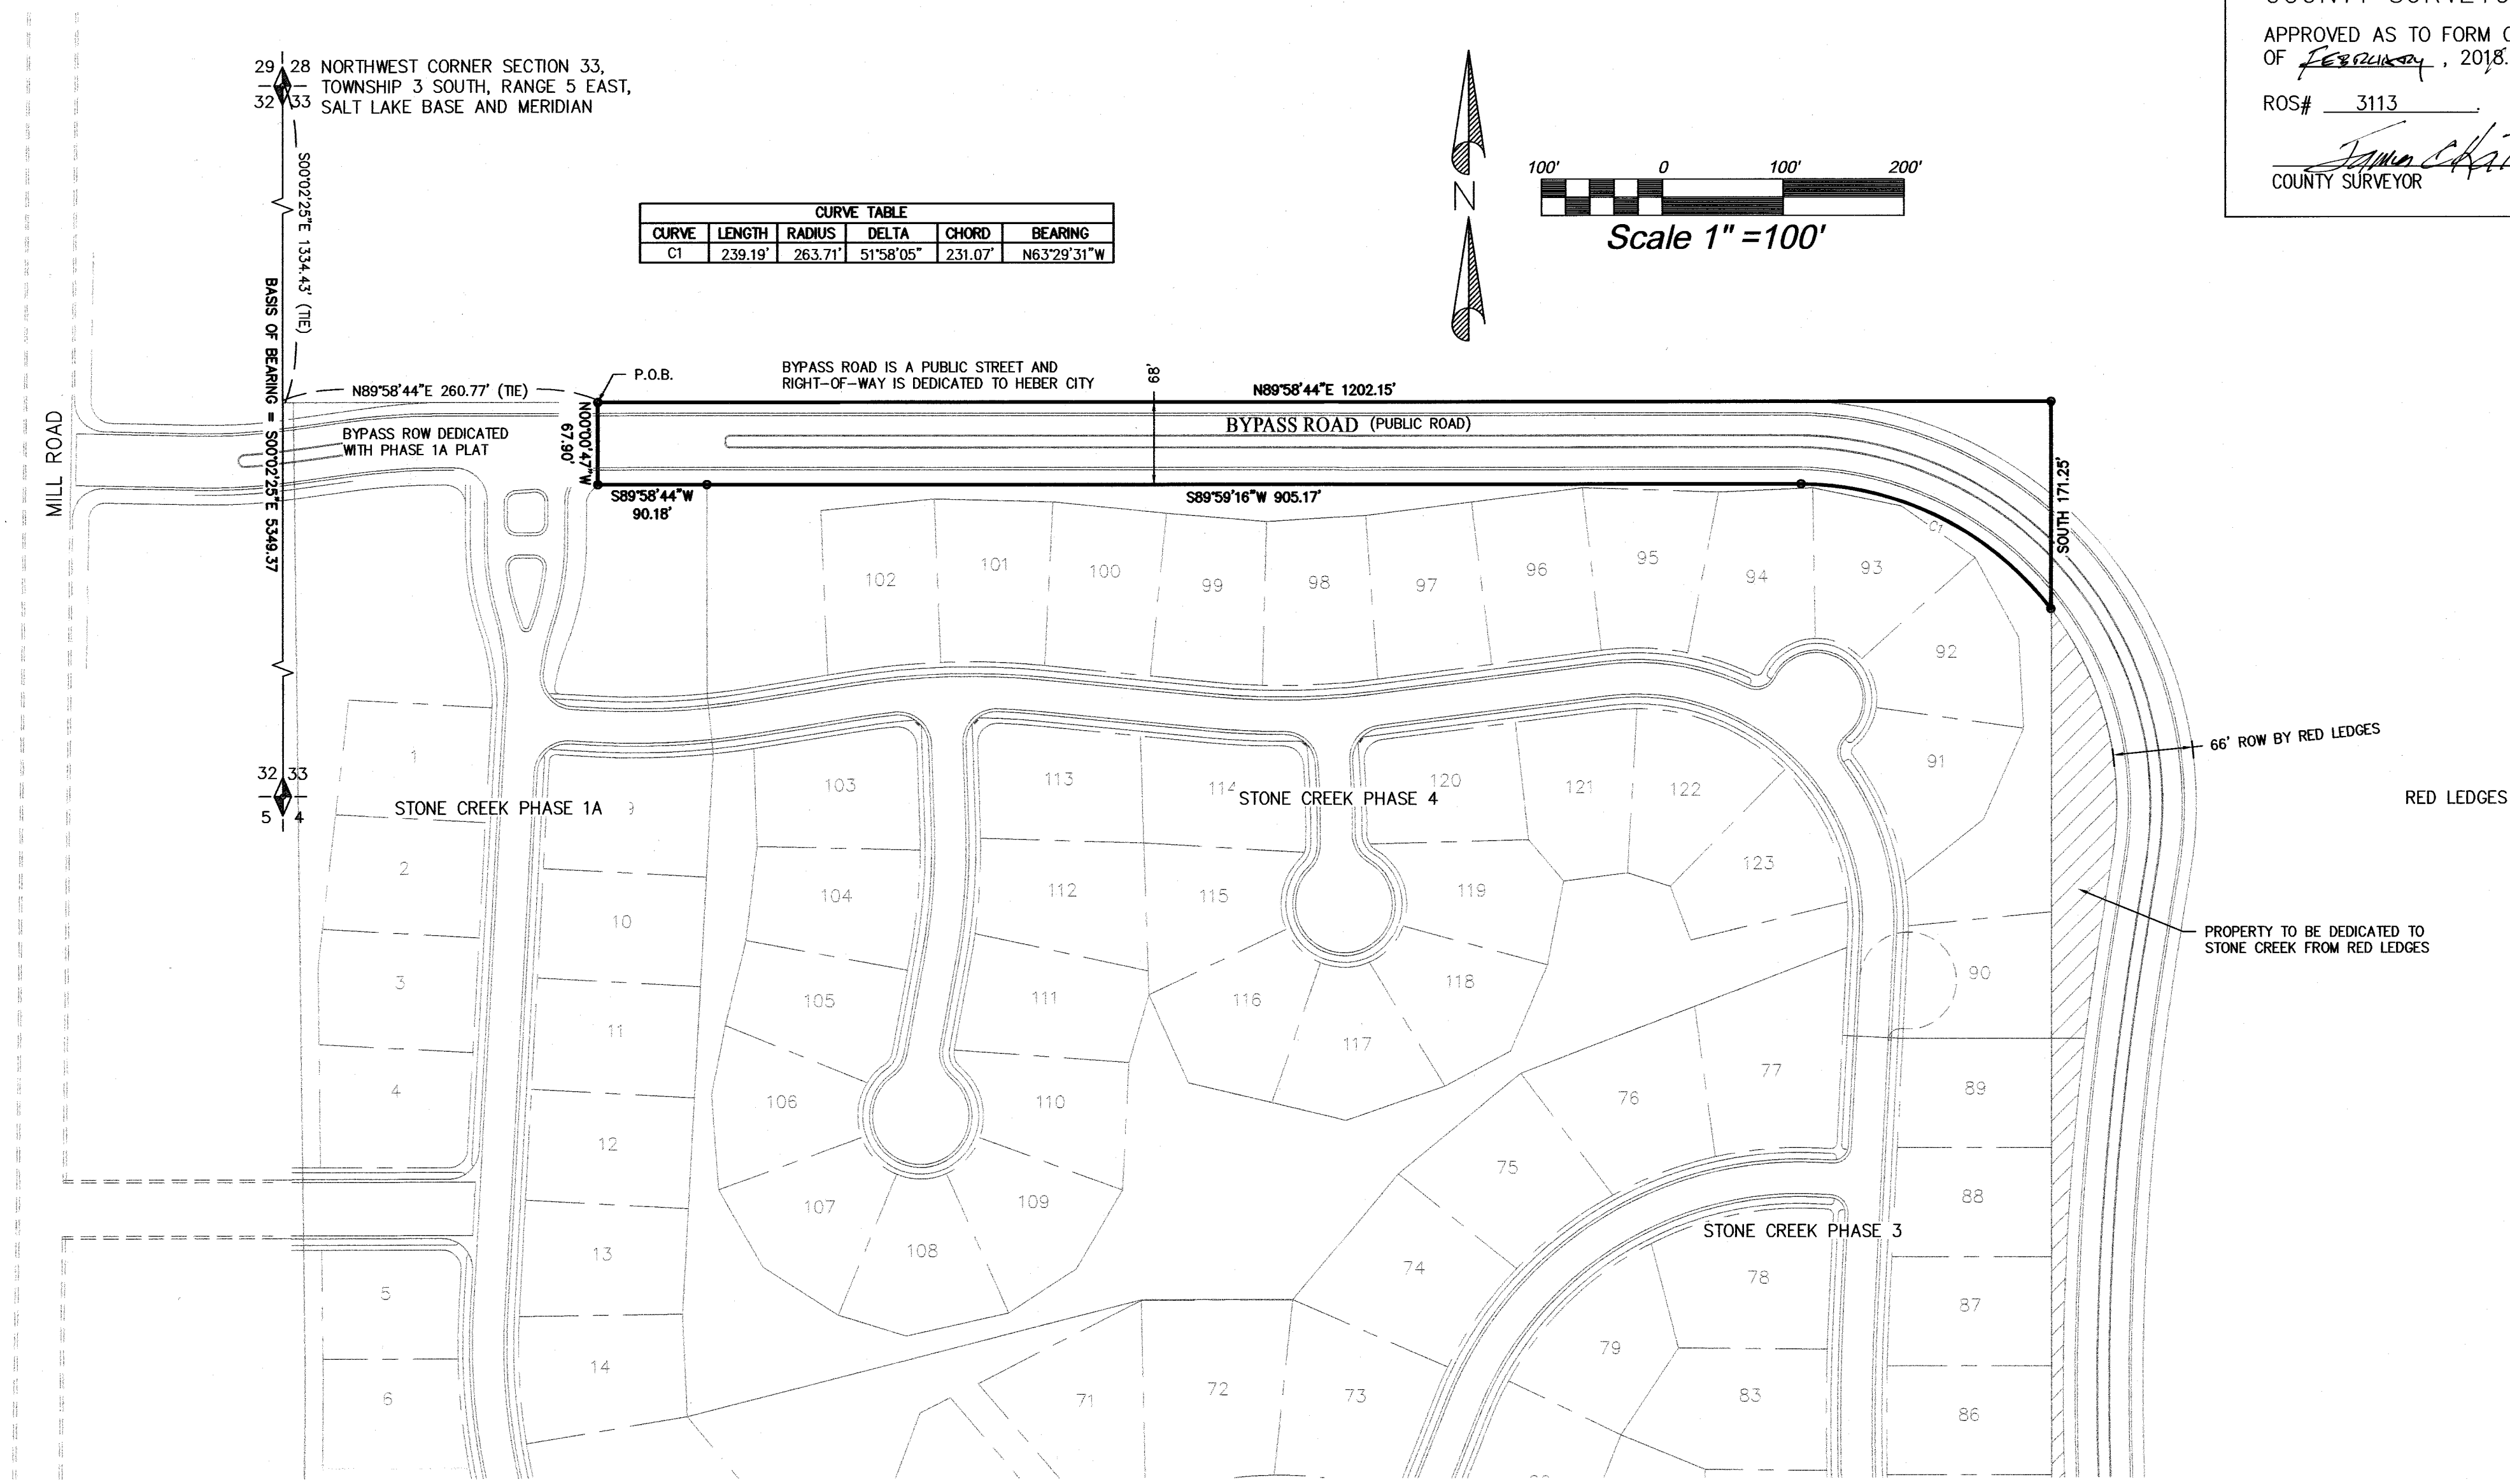 COUNTY SURVEYO
APPROVED AS TO FORM O
OF FEBRUARY, 2018.
ROS# 3113.
COUNTY SURVEYOR
29 28
32 33
NORTHWEST CORNER SECTION 33,
TOWNSHIP 3 SOUTH, RANGE 5 EAST,
SALT LAKE BASE AND MERIDIAN
S00°02'25"E 1334.43' (TIE)
BASIS OF BEARING = S00°02'25"E 5349.37
CURVE TABLE
CURVE LENGTH RADIUS DELTA CHORD BEARING
C1 239.19' 263.71' 51°58'05" 231.07' N63°29'31"W
N
100' 0 100' 200'
Scale 1"=100'
MILL ROAD
N89°58'44"E 260.77' (TIE)
P.O.B.
BYPASS ROAD IS A PUBLIC STREET AND
RIGHT-OF-WAY IS DEDICATED TO HEBER CITY
68'
N89°58'44"E 1202.15'
BYPASS ROW DEDICATED
WITH PHASE 1A PLAT
N00°00'47"W
67.90'
BYPASS ROAD (PUBLIC ROAD)
SOUTH 171.25'
S89°58'44"W
90.18'
S89°59'16"W 905.17'
C1
102
101
100
99
98
97
96
95
94
93
92
91
66' ROW BY RED LEDGES
RED LEDGES
32 33
5 4
1
STONE CREEK PHASE 1A
9
103
113
114
STONE CREEK PHASE 4
120
121
122
123
2
10
104
112
115
119
PROPERTY TO BE DEDICATED TO
STONE CREEK FROM RED LEDGES
3
11
105
111
116
117
118
90
4
12
106
110
76
77
89
107
108
109
75
88
STONE CREEK PHASE 3
5
13
74
78
87
6
14
71
72
73
79
83
86